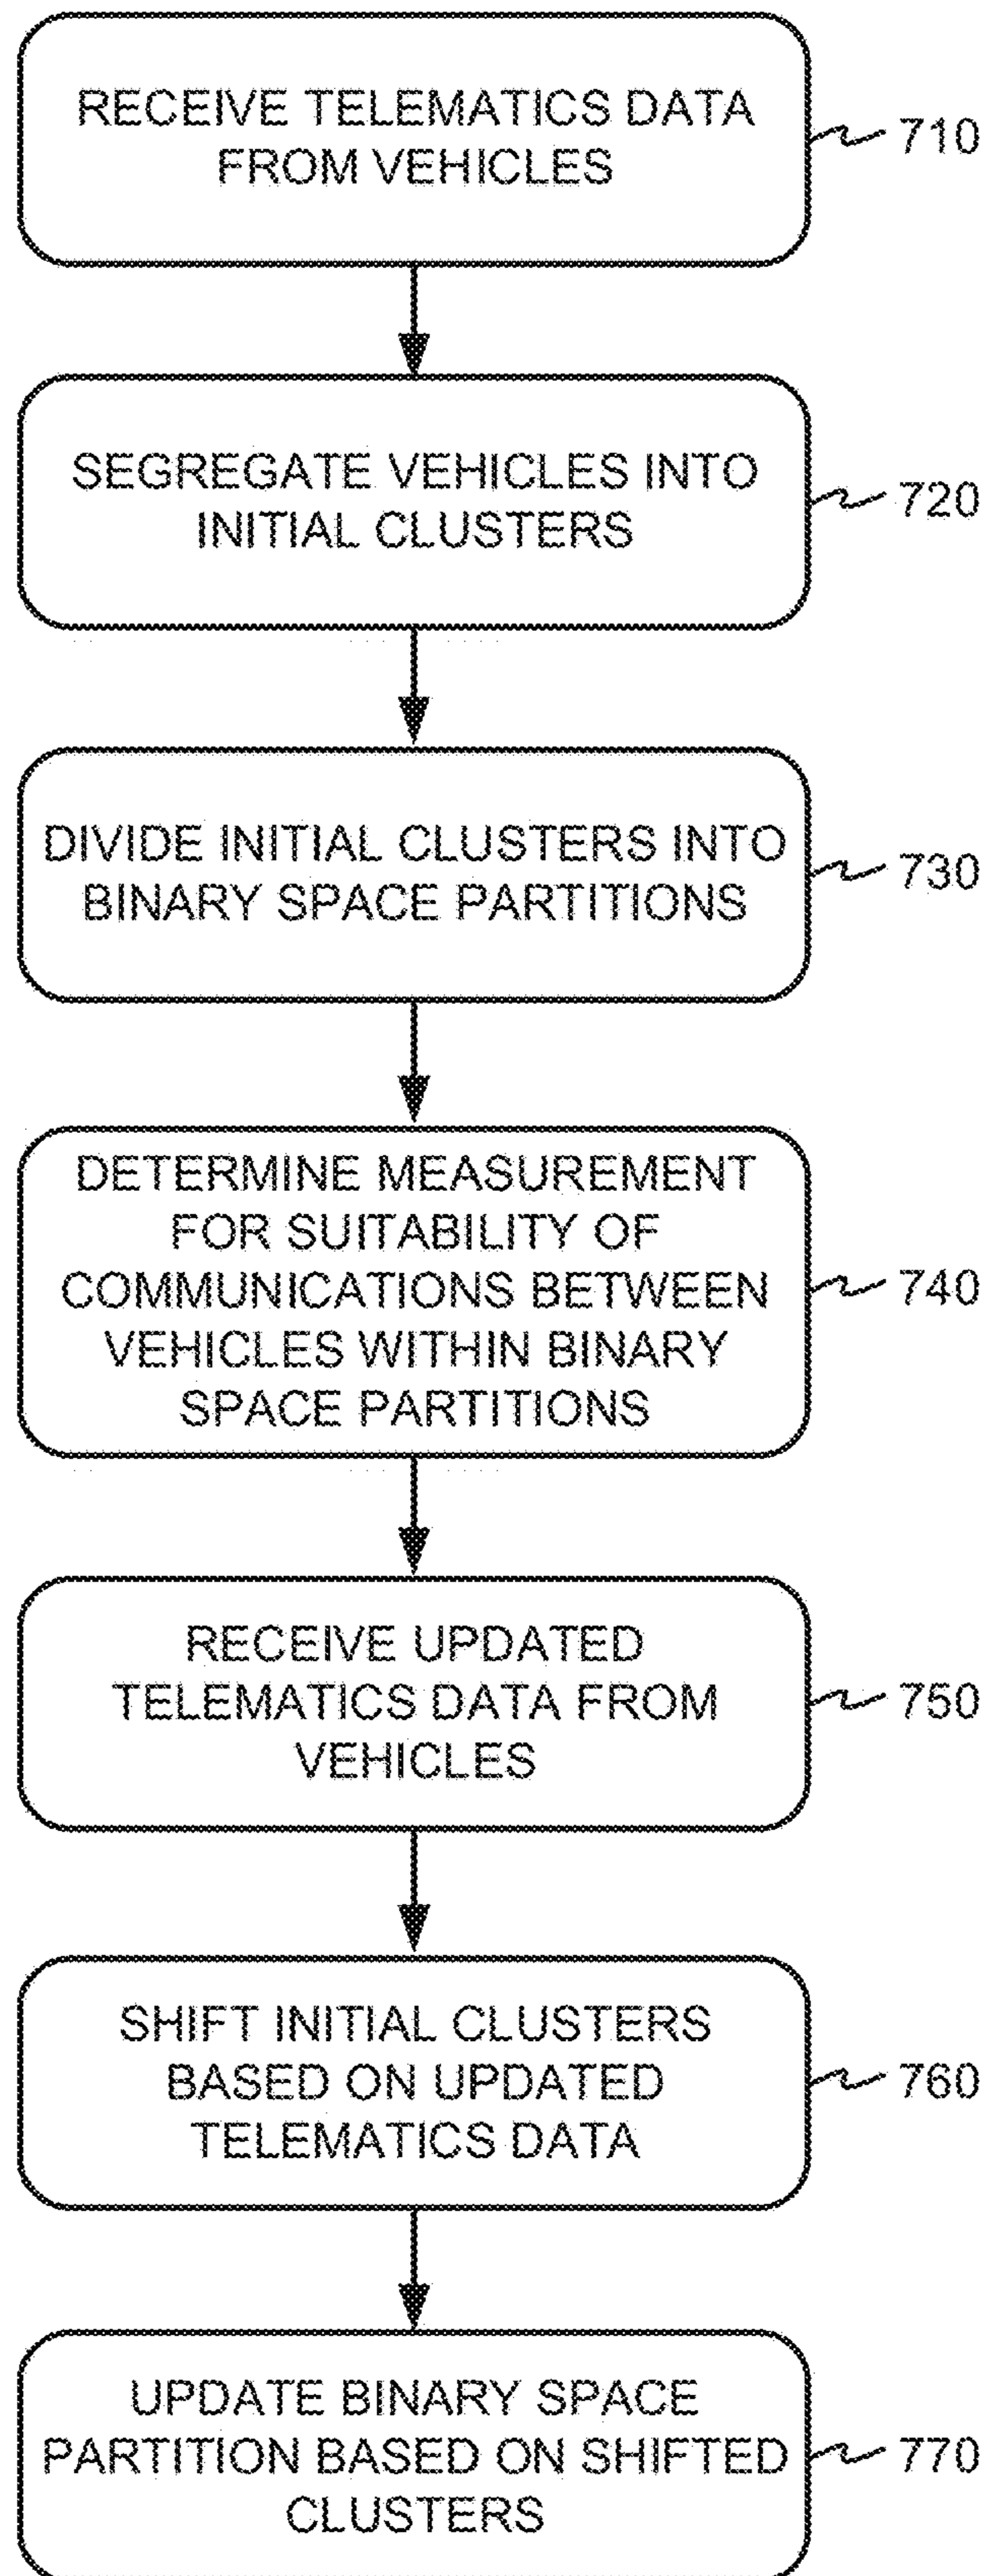 RECEIVE TELEMATICS DATA
FROM VEHICLES
710
SEGREGATE VEHICLES INTO
INITIAL CLUSTERS
720
DIVIDE INITIAL CLUSTERS INTO
BINARY SPACE PARTITIONS
730
DETERMINE MEASUREMENT
FOR SUITABILITY OF
COMMUNICATIONS BETWEEN
VEHICLES WITHIN BINARY
SPACE PARTITIONS
740
RECEIVE UPDATED
TELEMATICS DATA FROM
VEHICLES
750
SHIFT INITIAL CLUSTERS
BASED ON UPDATED
TELEMATICS DATA
760
UPDATE BINARY SPACE
PARTITION BASED ON SHIFTED
CLUSTERS
770